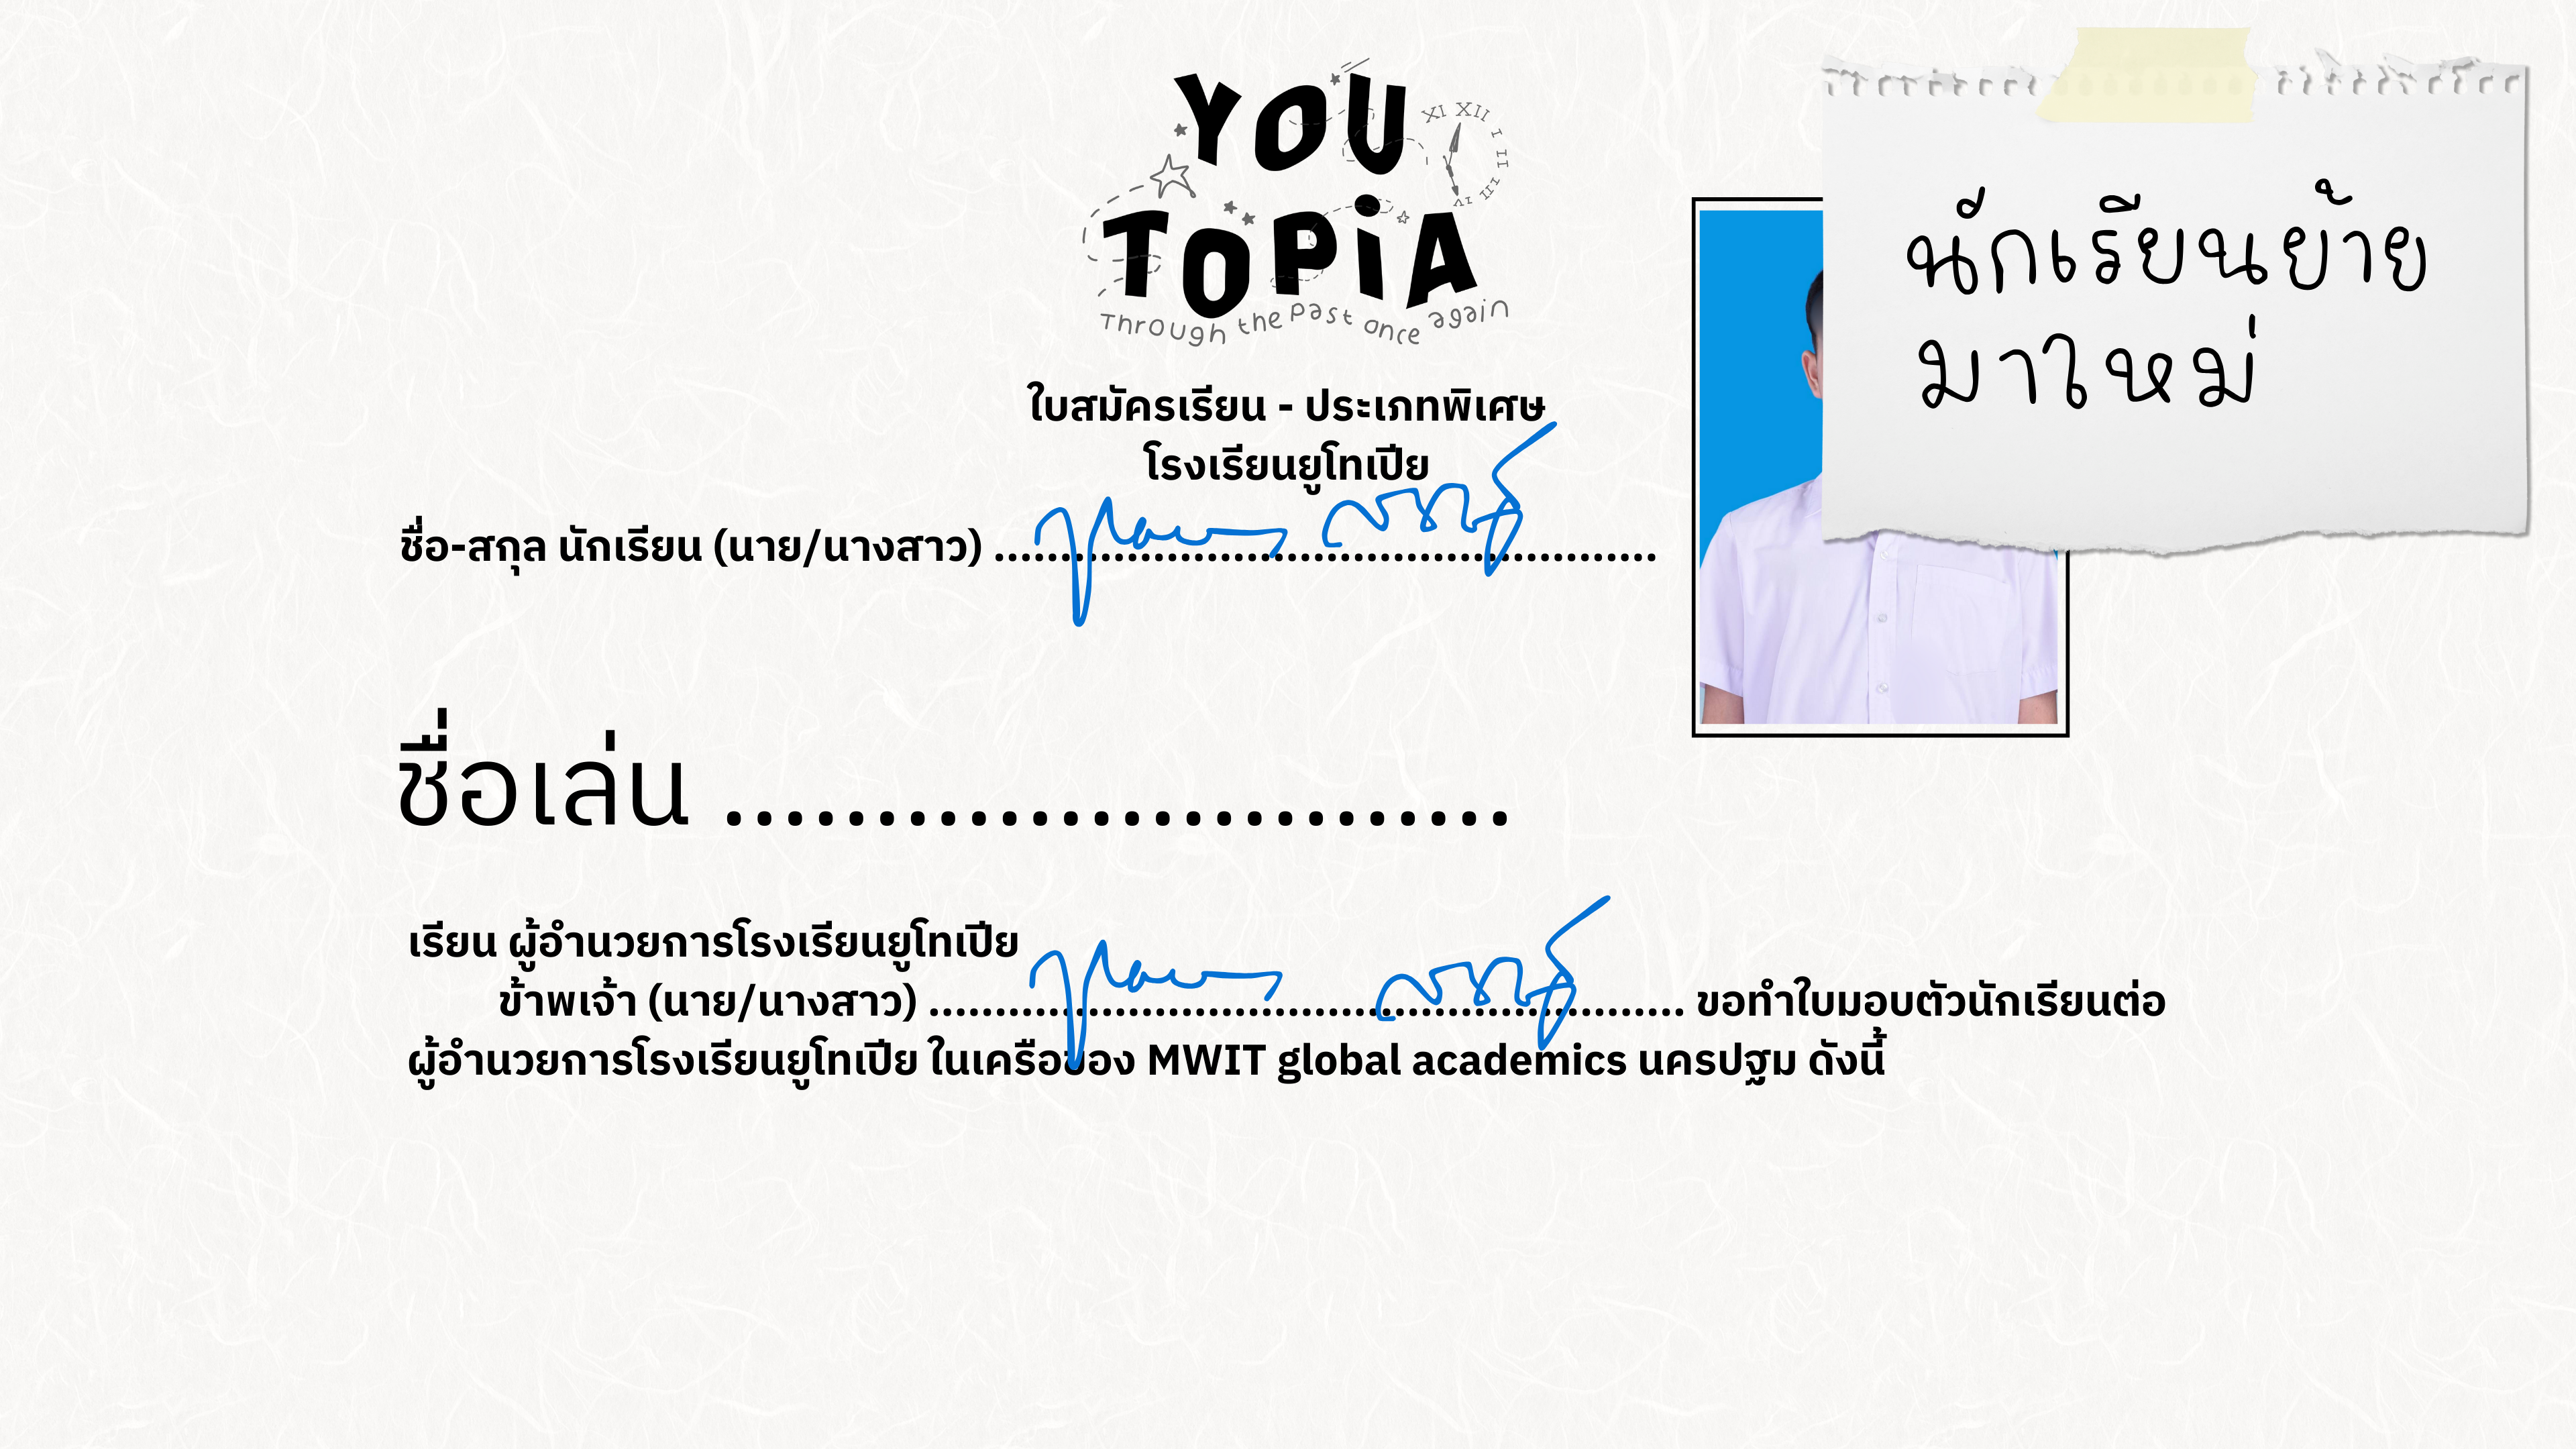 YOU
TOPiA
Through the past once again
XI XII I II III IV
นักเรียนย้าย
มาใหม่
ใบสมัครเรียน - ประเภทพิเศษ
โรงเรียนยูโทเปีย
ชื่อ-สกุล นักเรียน (นาย/นางสาว) ..................................................
ชื่อเล่น ..........................
เรียน ผู้อำนวยการโรงเรียนยูโทเปีย
ข้าพเจ้า (นาย/นางสาว) ......................................................... ขอทำใบมอบตัวนักเรียนต่อ
ผู้อำนวยการโรงเรียนยูโทเปีย ในเครือของ MWIT global academics นครปฐม ดังนี้